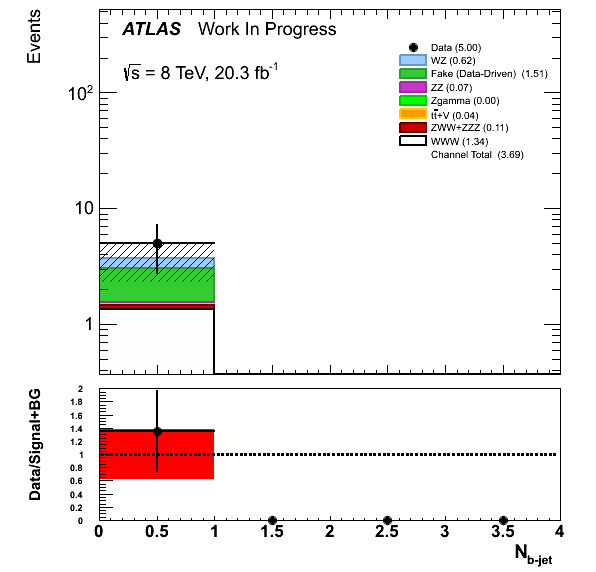 Events
ATLAS Work In Progress
√s = 8 TeV, 20.3 fb-1
Data (5.00)
WZ (0.62)
Fake (Data-Driven) (1.51)
ZZ (0.07)
Zgamma (0.00)
tt̄+V (0.04)
ZWW+ZZZ (0.11)
WWW (1.34)
Channel Total (3.69)
10²
10
1
Data/Signal+BG
2
1.8
1.6
1.4
1.2
1
0.8
0.6
0.4
0.2
0
0 0.5 1 1.5 2 2.5 3 3.5 4
Nb-jet